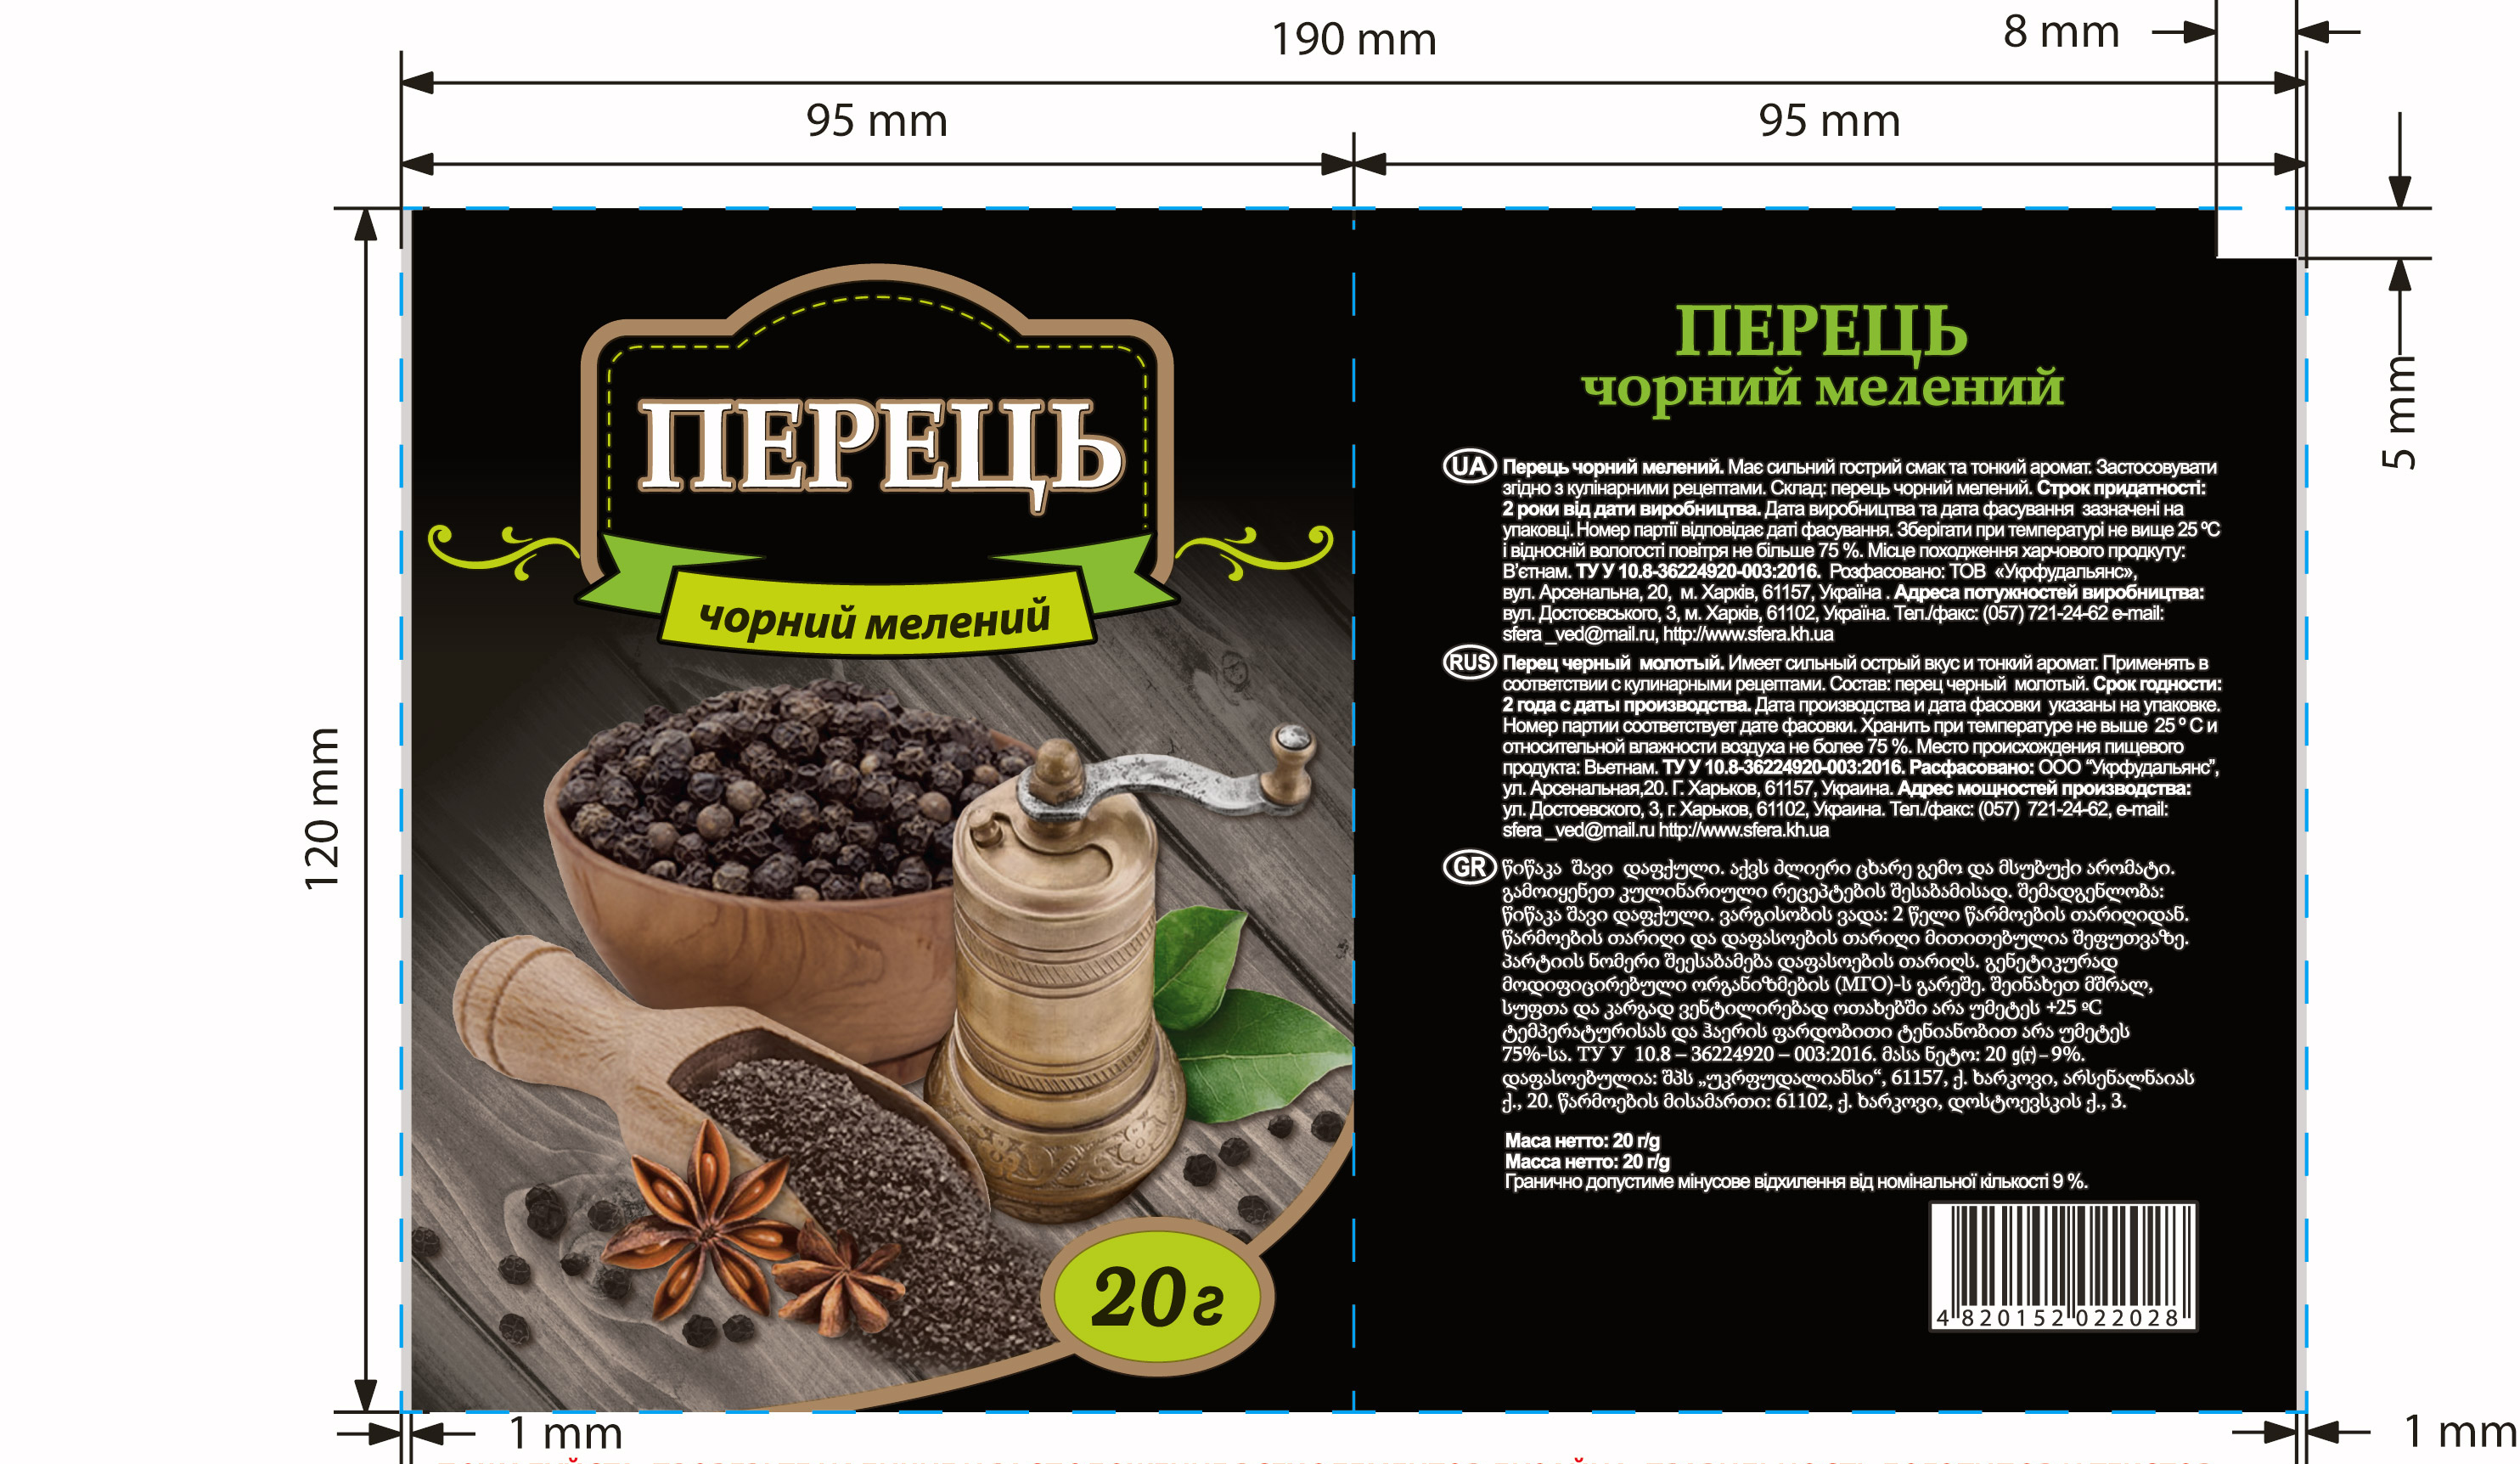 190 mm
8 mm
95 mm
95 mm
5 mm
120 mm
ПЕРЕЦЬ
чорний мелений
20г
ПЕРЕЦЬ
чорний мелений
UA Перець чорний мелений. Має сильний гострий смак та тонкий аромат. Застосовувати
згідно з кулінарними рецептами. Склад: перець чорний мелений. Строк придатності:
2 роки від дати виробництва. Дата виробництва та дата фасування зазначені на
упаковці. Номер партії відповідає даті фасування. Зберігати при температурі не вище 25 ºС
і відносній вологості повітря не більше 75 %. Місце походження харчового продкуту:
В’єтнам. ТУ У 10.8-36224920-003:2016. Розфасовано: ТОВ «Укрфудальянс»,
вул. Арсенальна, 20, м. Харків, 61157, Україна . Адреса потужностей виробництва:
вул. Достоєвського, 3, м. Харків, 61102, Україна. Тел./факс: (057) 721-24-62 e-mail:
sfera _ved@mail.ru, http://www.sfera.kh.ua
RUS Перец черный молотый. Имеет сильный острый вкус и тонкий аромат. Применять в
соответствии с кулинарными рецептами. Состав: перец черный молотый. Срок годности:
2 года с даты производства. Дата производства и дата фасовки указаны на упаковке.
Номер партии соответствует дате фасовки. Хранить при температуре не выше 25 º С и
относительной влажности воздуха не более 75 %. Место происхождения пищевого
продукта: Вьетнам. ТУ У 10.8-36224920-003:2016. Расфасовано: ООО “Укрфудальянс”,
ул. Арсенальная,20. Г. Харьков, 61157, Украина. Адрес мощностей производства:
ул. Достоевского, 3, г. Харьков, 61102, Украина. Тел./факс: (057) 721-24-62, e-mail:
sfera _ved@mail.ru http://www.sfera.kh.ua
GR წიწაკა შავი დაფქული. აქვს ძლიერი ცხარე გემო და მსუბუქი არომატი.
გამოიყენეთ კულინარიული რეცეპტების შესაბამისად. შემადგენლობა:
წიწაკა შავი დაფქული. ვარგისობის ვადა: 2 წელი წარმოების თარიღიდან.
წარმოების თარიღი და დაფასოების თარიღი მითითებულია შეფუთვაზე.
პარტიის ნომერი შეესაბამება დაფასოების თარიღს. გენეტიკურად
მოდიფიცირებული ორგანიზმების (МГО)-ს გარეშე. შეინახეთ მშრალ,
სუფთა და კარგად ვენტილირებად ოთახებში არა უმეტეს +25 ºC
ტემპერატურისას და ჰაერის ფარდობითი ტენიანობით არა უმეტეს
75%-სა. ТУ У 10.8 – 36224920 – 003:2016. მასა ნეტო: 20 g(г) – 9%.
დაფასოებულია: შპს „უკრფუდალიანსი“, 61157, ქ. ხარკოვი, არსენალნაიას
ქ., 20. წარმოების მისამართი: 61102, ქ. ხარკოვი, დოსტოევსკის ქ., 3.
Маса нетто: 20 г/g
Масса нетто: 20 г/g
Гранично допустиме мінусове відхилення від номінальної кількості 9 %.
4 820152 022028
1 mm
1 mm